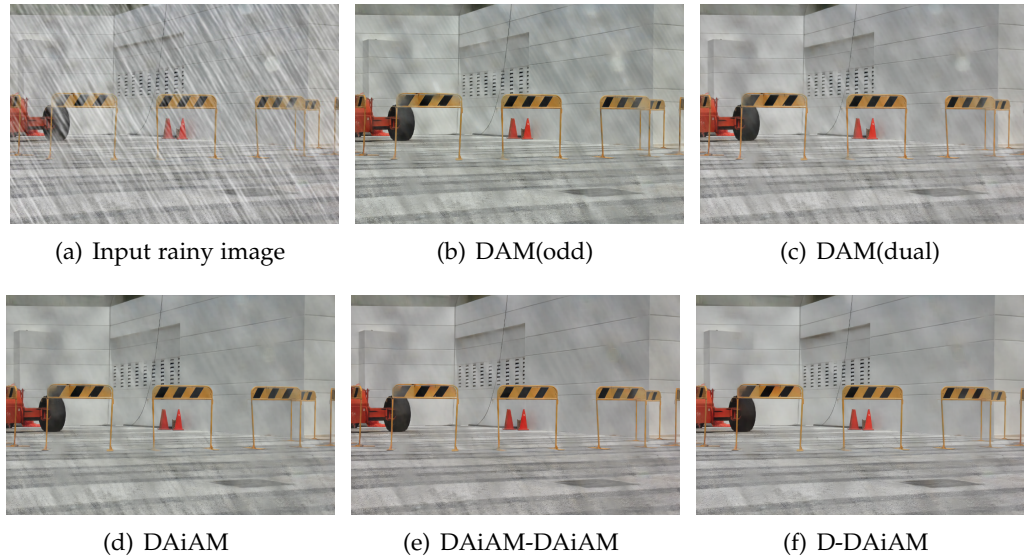 (a) Input rainy image
(b) DAM(odd)
(c) DAM(dual)
(d) DAiAM
(e) DAiAM-DAiAM
(f) D-DAiAM